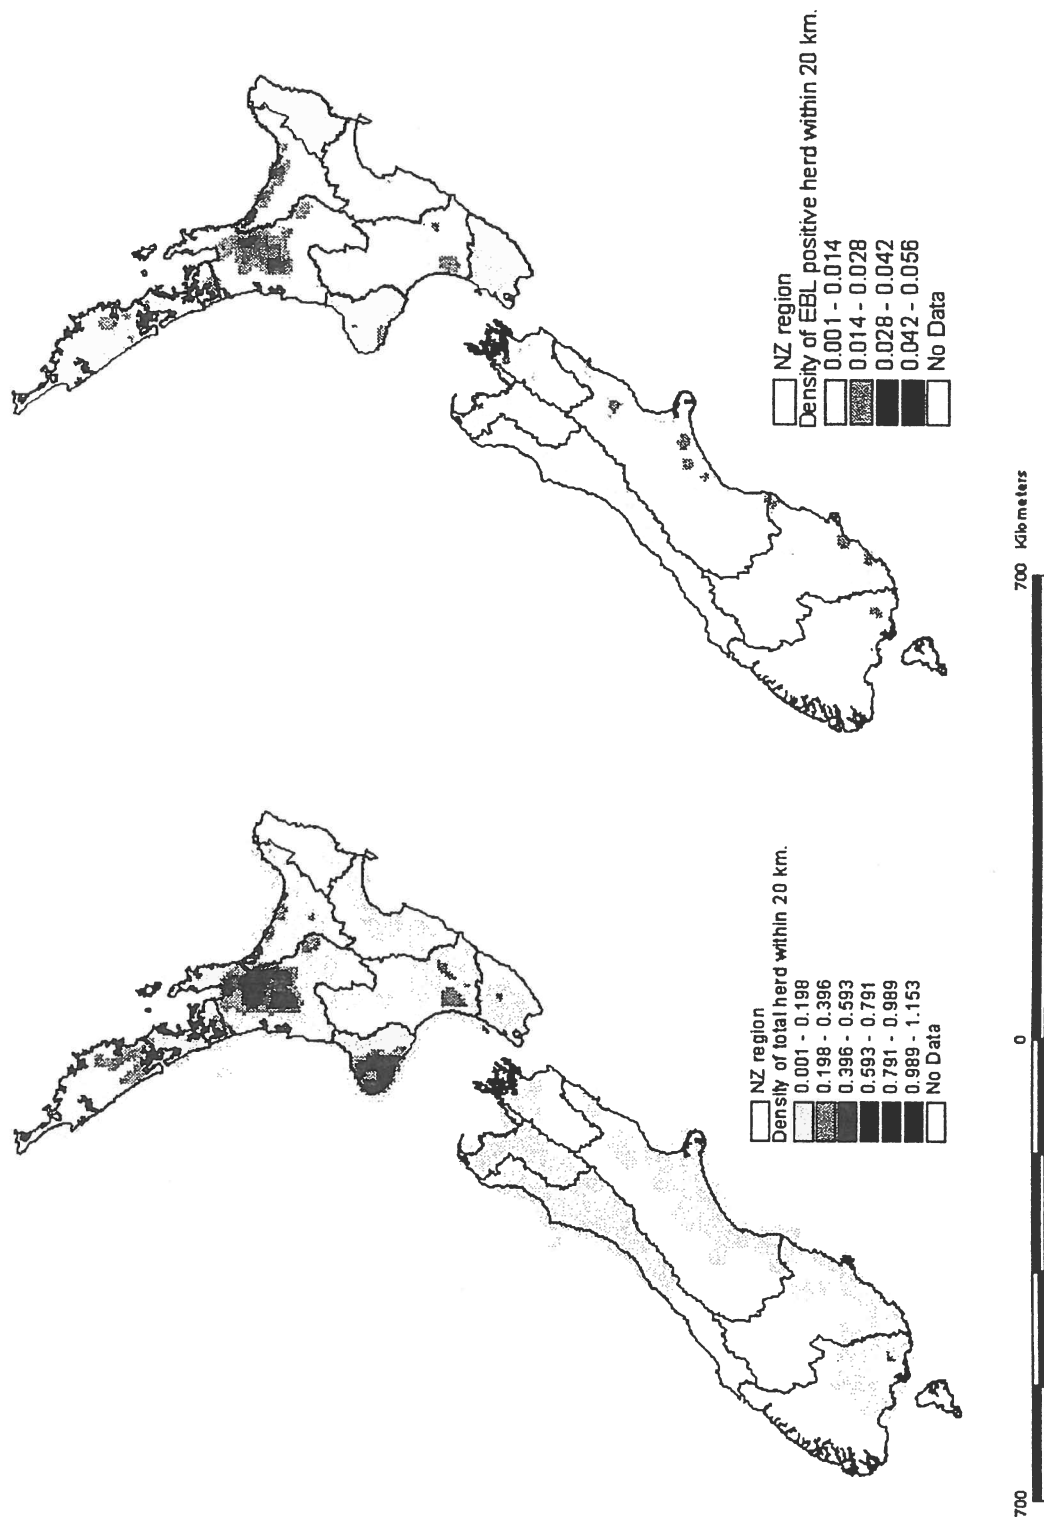 NZ region
Density of total herd within 20 km.
0.001 - 0.198
0.198 - 0.396
0.396 - 0.593
0.593 - 0.791
0.791 - 0.989
0.989 - 1.153
No Data
NZ region
Density of EBL positive herd within 20 km.
0.001 - 0.014
0.014 - 0.028
0.028 - 0.042
0.042 - 0.056
No Data
700 0 700 Kilometers